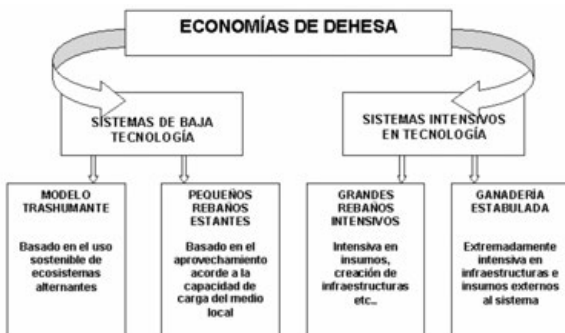 ECONOMÍAS DE DEHESA
SISTEMAS DE BAJA
TECNOLOGÍA
SISTEMAS INTENSIVOS
EN TECNOLOGÍA
MODELO
TRASHUMANTE
Basado en el uso
sostenible de
ecosistemas
alternantes
PEQUEÑOS
REBAÑOS
ESTANTES
Basado en el
aprovechamiento
acorde a la
capacidad de
carga del medio
local
GRANDES
REBAÑOS
INTENSIVOS
Intensiva en
insumos,
creación de
infraestructuras
etc..
GANADERÍA
ESTABULADA
Extremadamente
intensiva en
infraestructuras e
insumos externos
al sistema